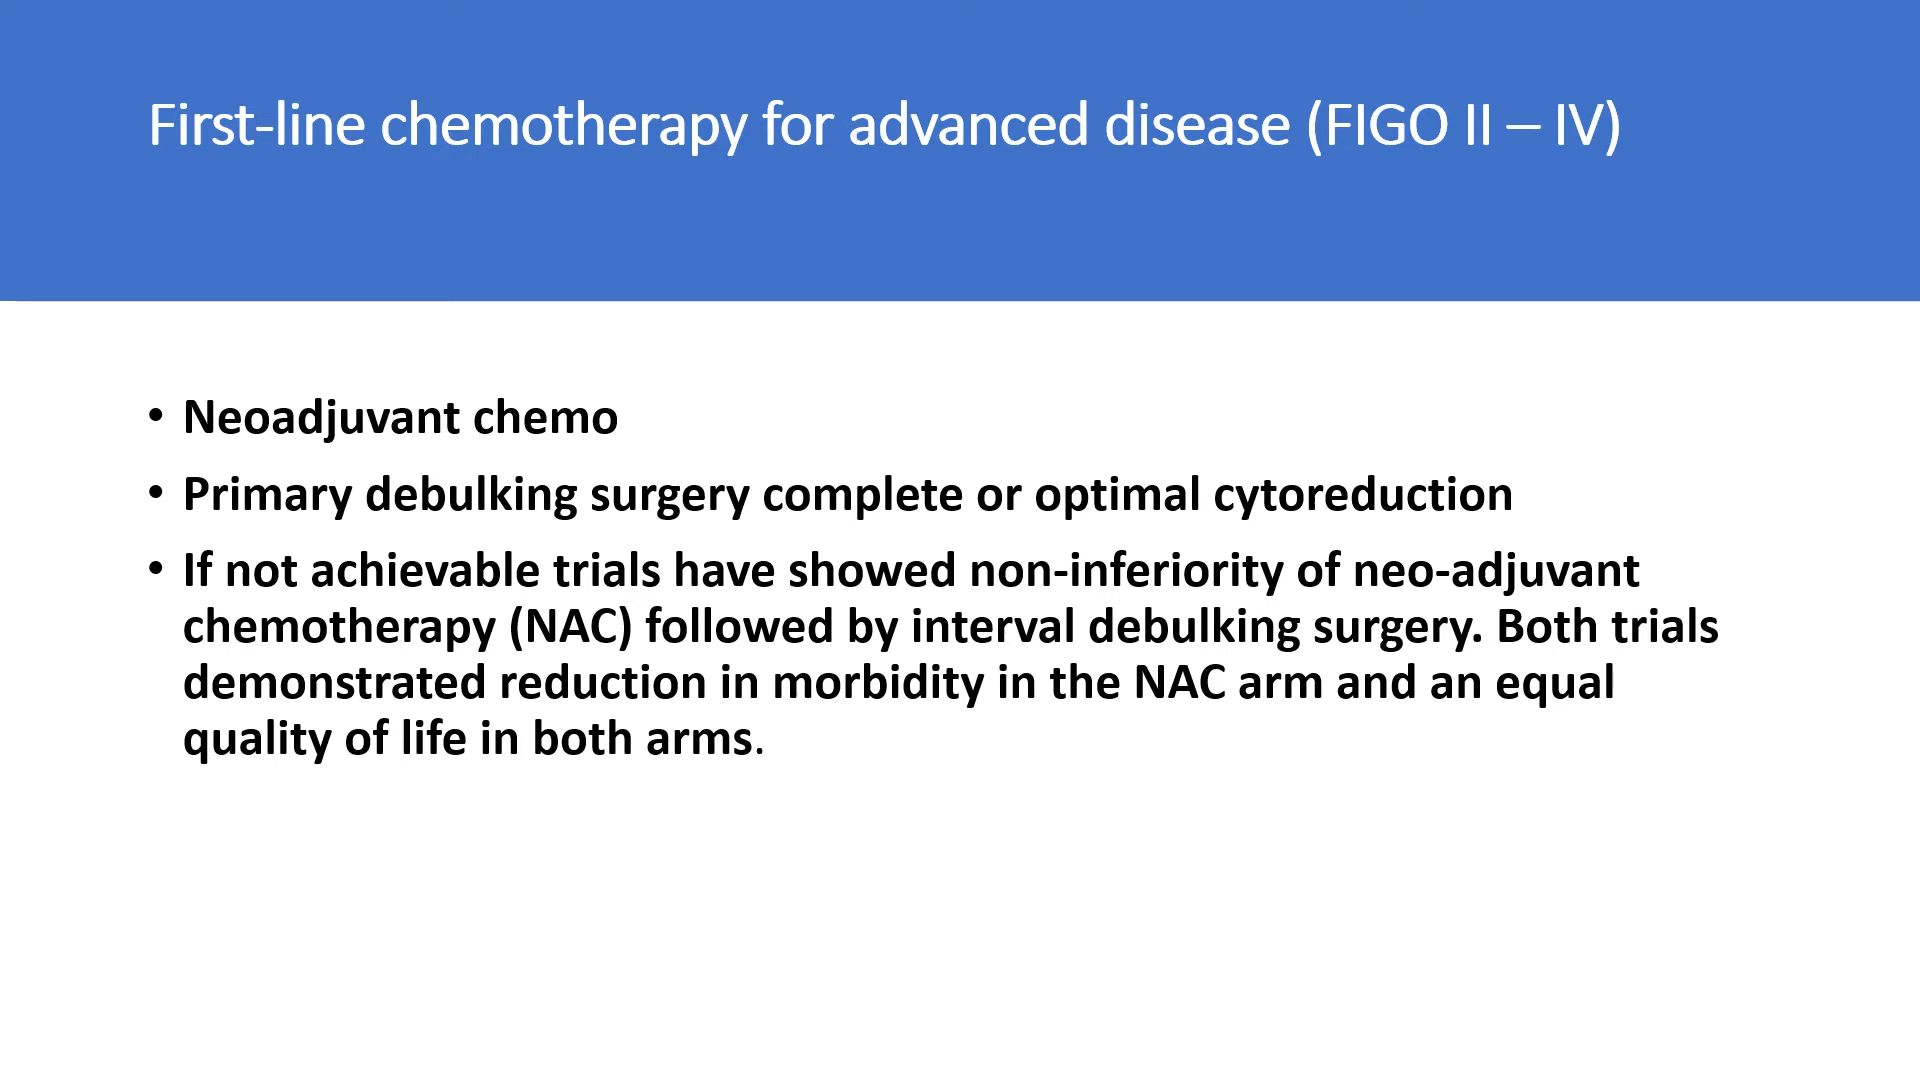 First-line chemotherapy for advanced disease (FIGO II – IV)
• Neoadjuvant chemo
• Primary debulking surgery complete or optimal cytoreduction
• If not achievable trials have showed non-inferiority of neo-adjuvant
chemotherapy (NAC) followed by interval debulking surgery. Both trials
demonstrated reduction in morbidity in the NAC arm and an equal
quality of life in both arms.